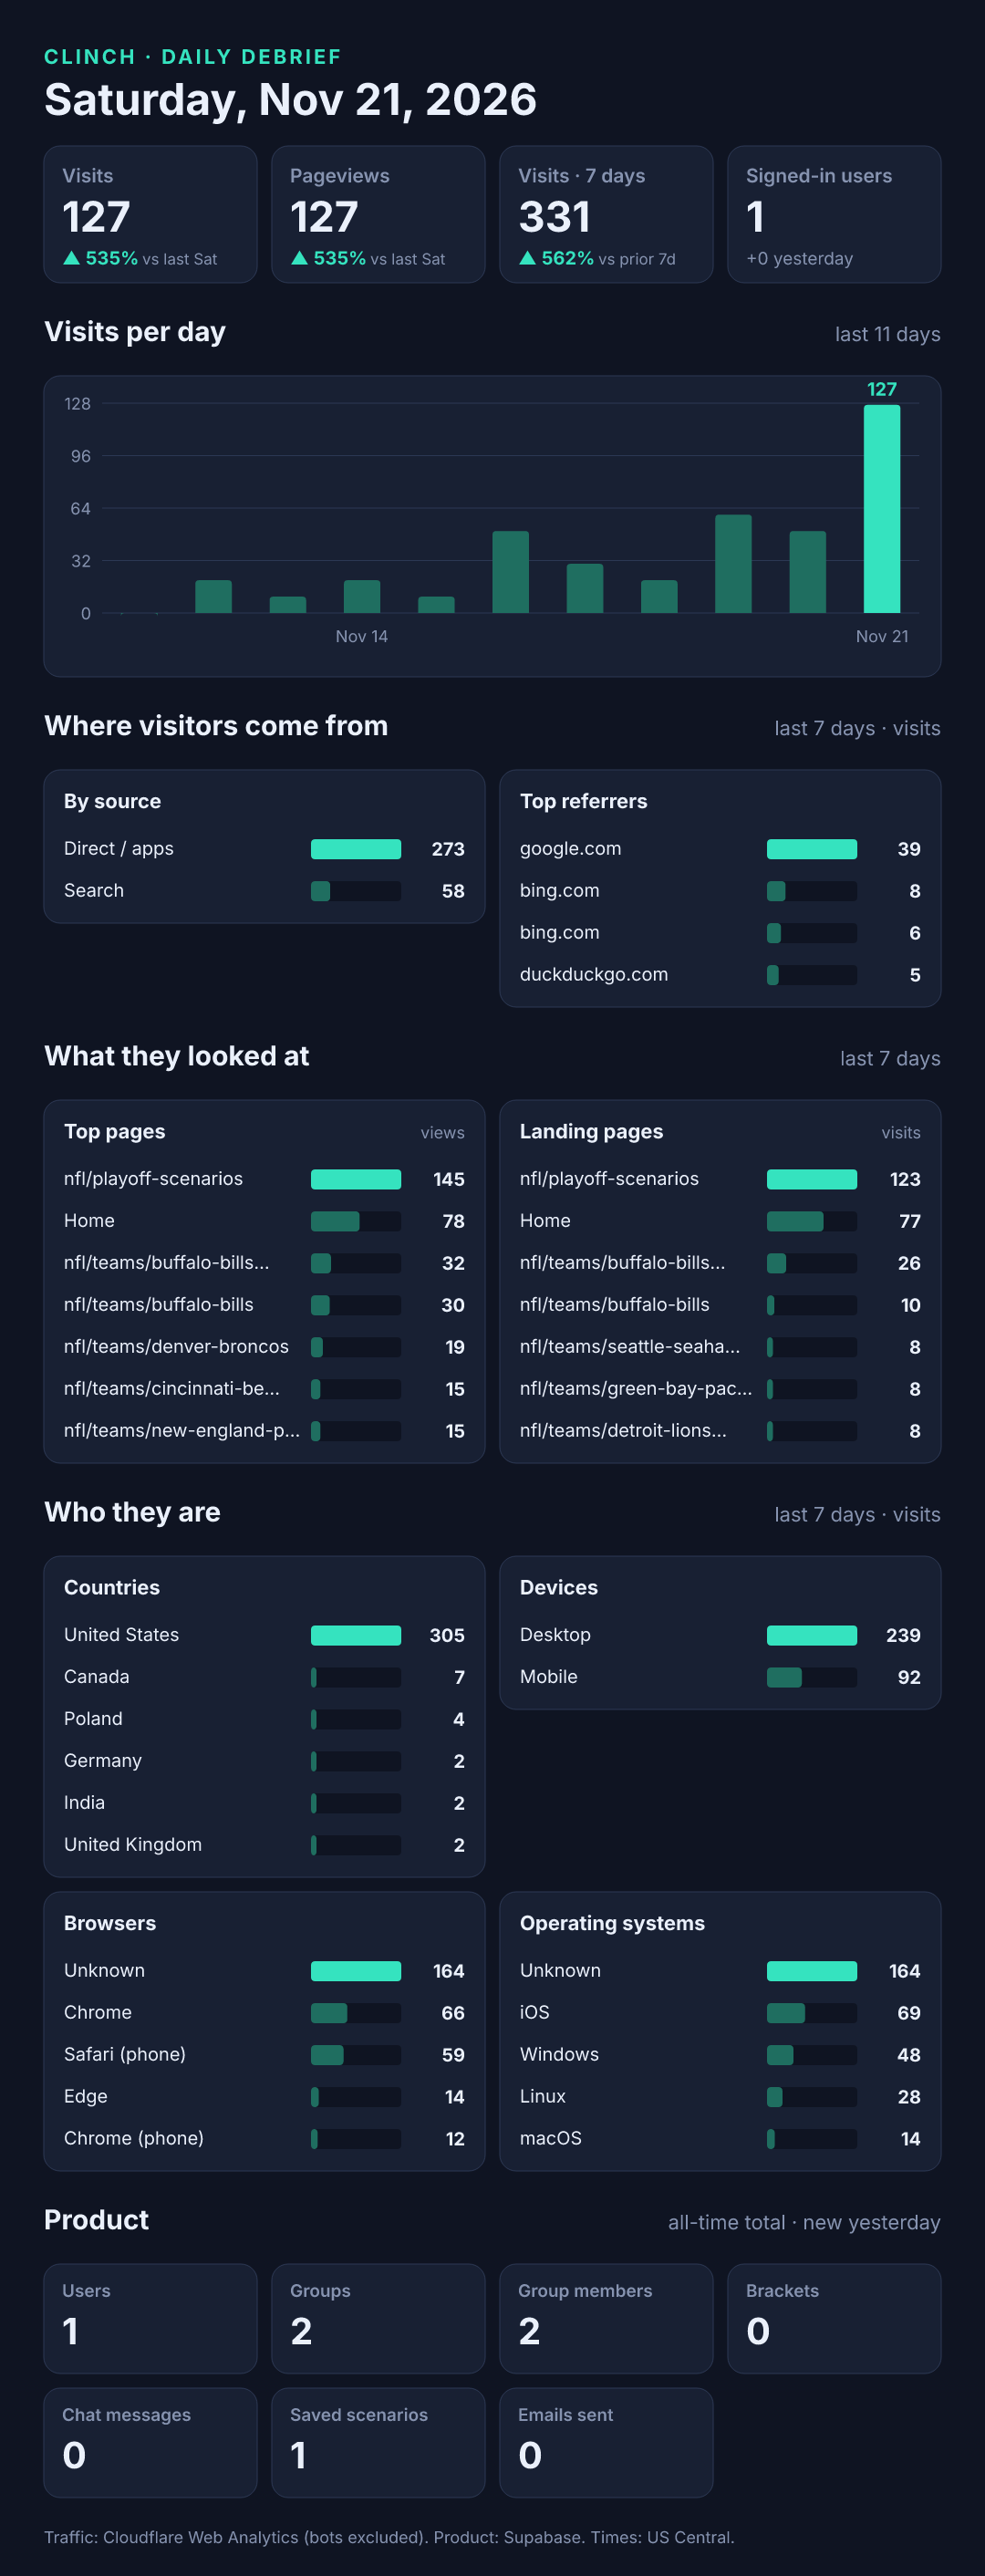 CLINCH · DAILY DEBRIEF
Saturday, Nov 21, 2026
Visits
127
▲ 535% vs last Sat
Pageviews
127
▲ 535% vs last Sat
Visits · 7 days
331
▲ 562% vs prior 7d
Signed-in users
1
+0 yesterday
Visits per day
last 11 days
127
128
96
64
32
0
Nov 14
Nov 21
Where visitors come from
last 7 days · visits
By source
Direct / apps 273
Search 58
Top referrers
google.com 39
bing.com 8
bing.com 6
duckduckgo.com 5
What they looked at
last 7 days
Top pages views
nfl/playoff-scenarios 145
Home 78
nfl/teams/buffalo-bills... 32
nfl/teams/buffalo-bills 30
nfl/teams/denver-broncos 19
nfl/teams/cincinnati-be... 15
nfl/teams/new-england-p... 15
Landing pages visits
nfl/playoff-scenarios 123
Home 77
nfl/teams/buffalo-bills... 26
nfl/teams/buffalo-bills 10
nfl/teams/seattle-seaha... 8
nfl/teams/green-bay-pac... 8
nfl/teams/detroit-lions... 8
Who they are
last 7 days · visits
Countries
United States 305
Canada 7
Poland 4
Germany 2
India 2
United Kingdom 2
Devices
Desktop 239
Mobile 92
Browsers
Unknown 164
Chrome 66
Safari (phone) 59
Edge 14
Chrome (phone) 12
Operating systems
Unknown 164
iOS 69
Windows 48
Linux 28
macOS 14
Product
all-time total · new yesterday
Users
1
Groups
2
Group members
2
Brackets
0
Chat messages
0
Saved scenarios
1
Emails sent
0
Traffic: Cloudflare Web Analytics (bots excluded). Product: Supabase. Times: US Central.